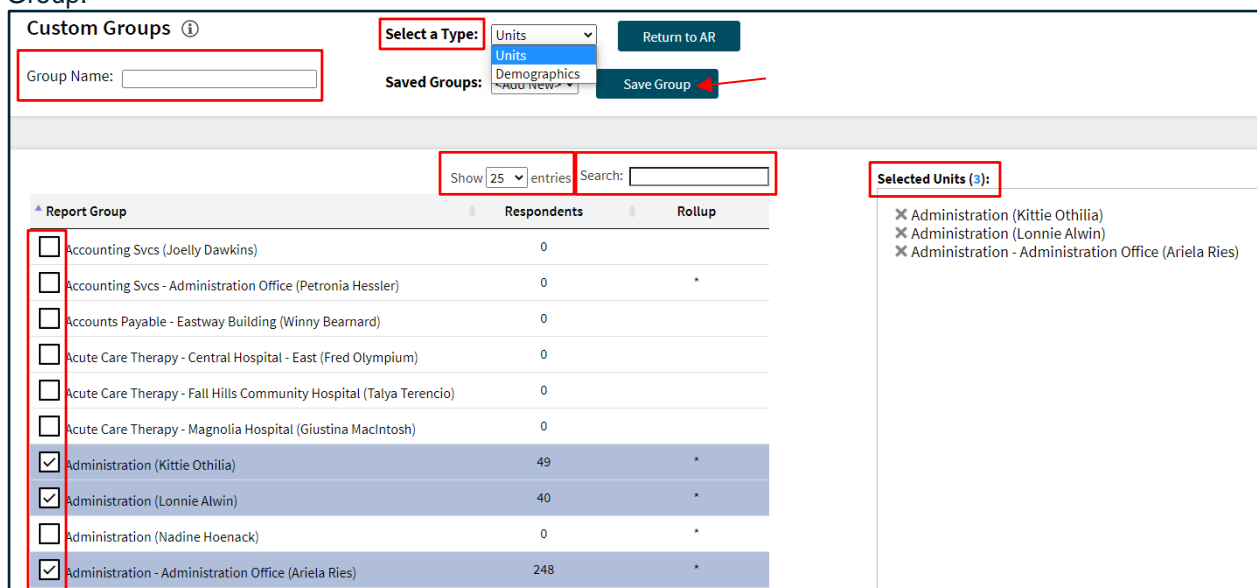 Group:
Custom Groups ⓘ
Select a Type: Units
Return to AR
Units
Demographics
Group Name:
Saved Groups: <Add New>
Save Group
Show 25 entries Search:
Selected Units (3):
Report Group Respondents Rollup
Accounting Svcs (Joelly Dawkins) 0
Accounting Svcs - Administration Office (Petronia Hessler) 0 *
Accounts Payable - Eastway Building (Winny Bearnard) 0
Acute Care Therapy - Central Hospital - East (Fred Olympium) 0
Acute Care Therapy - Fall Hills Community Hospital (Talya Terencio) 0
Acute Care Therapy - Magnolia Hospital (Giustina MacIntosh) 0
Administration (Kittie Othilia) 49 *
Administration (Lonnie Alwin) 40 *
Administration (Nadine Hoenack) 0 *
Administration - Administration Office (Ariela Ries) 248 *
Administration (Kittie Othilia)
Administration (Lonnie Alwin)
Administration - Administration Office (Ariela Ries)